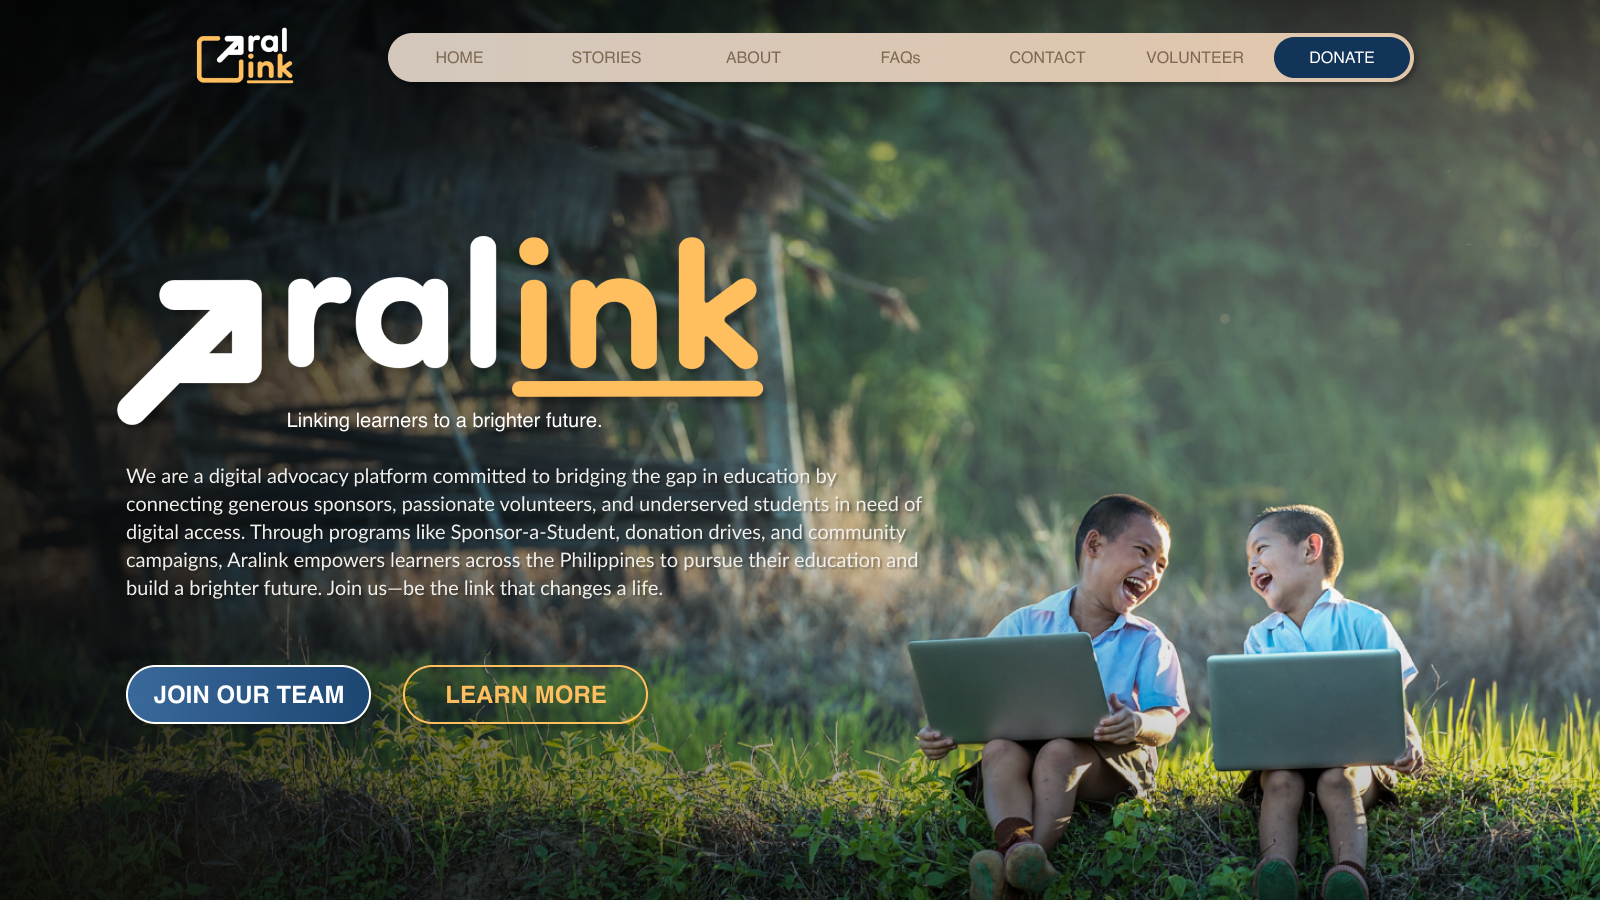 ral
ink
HOME STORIES ABOUT FAQs CONTACT VOLUNTEER DONATE
ralink
Linking learners to a brighter future.
We are a digital advocacy platform committed to bridging the gap in education by
connecting generous sponsors, passionate volunteers, and underserved students in need of
digital access. Through programs like Sponsor-a-Student, donation drives, and community
campaigns, Aralink empowers learners across the Philippines to pursue their education and
build a brighter future. Join us—be the link that changes a life.
JOIN OUR TEAM LEARN MORE